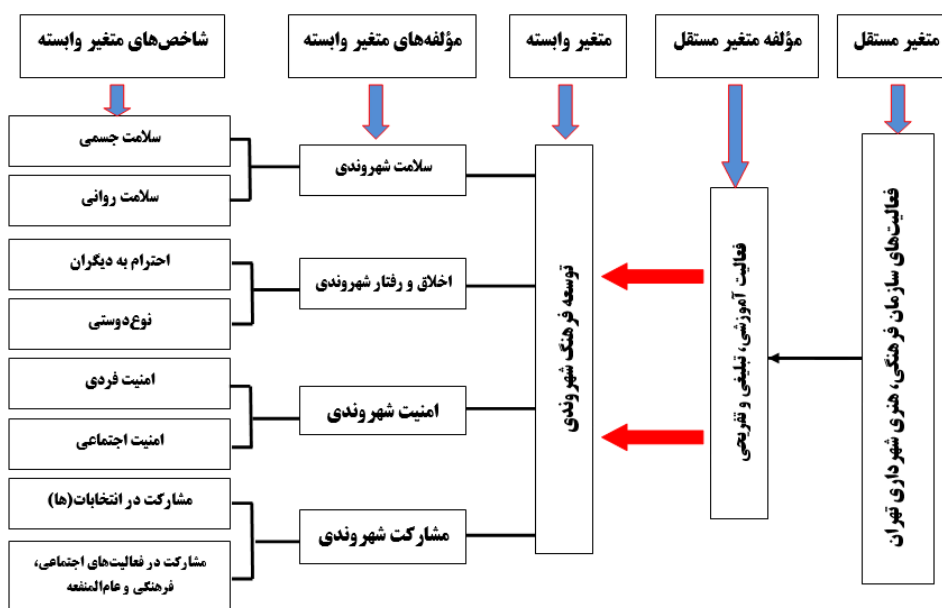 متغیر مستقل
مؤلفه متغیر مستقل
متغیر وابسته
مؤلفه‌های متغیر وابسته
شاخص‌های متغیر وابسته
فعالیت‌های سازمان فرهنگی، هنری شهرداری تهران
فعالیت آموزشی، تبلیغی و تفریحی
توسعه فرهنگ شهروندی
سلامت شهروندی
سلامت جسمی
سلامت روانی
اخلاق و رفتار شهروندی
احترام به دیگران
نوع‌دوستی
امنیت شهروندی
امنیت فردی
امنیت اجتماعی
مشارکت شهروندی
مشارکت در انتخابات(ها)
مشارکت در فعالیت‌های اجتماعی،
فرهنگی و عام‌المنفعه